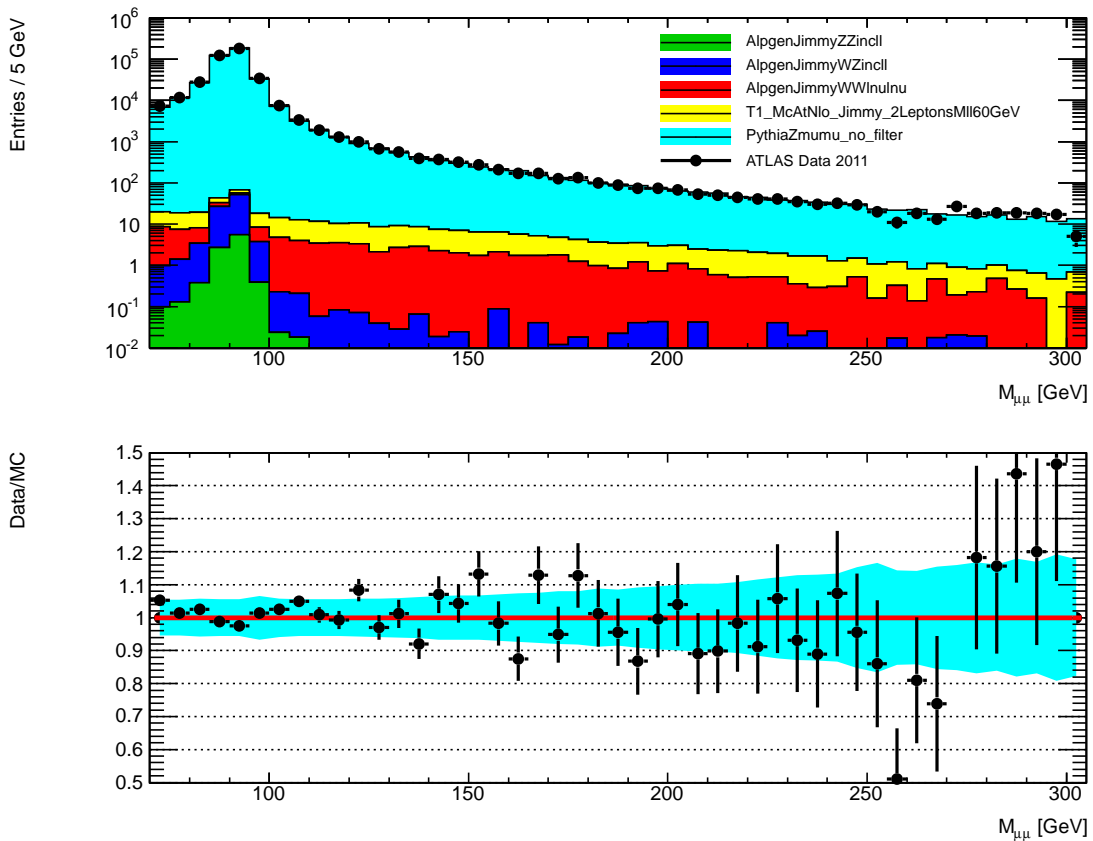 Entries / 5 GeV
10^6
10^5
10^4
10^3
10^2
10
1
10^-1
10^-2
AlpgenJimmyZZincll
AlpgenJimmyWZincll
AlpgenJimmyWWlnulnu
T1_McAtNlo_Jimmy_2LeptonsMll60GeV
PythiaZmumu_no_filter
ATLAS Data 2011
100 150 200 250 300
M_μμ [GeV]
Data/MC
1.5
1.4
1.3
1.2
1.1
1
0.9
0.8
0.7
0.6
0.5
100 150 200 250 300
M_μμ [GeV]